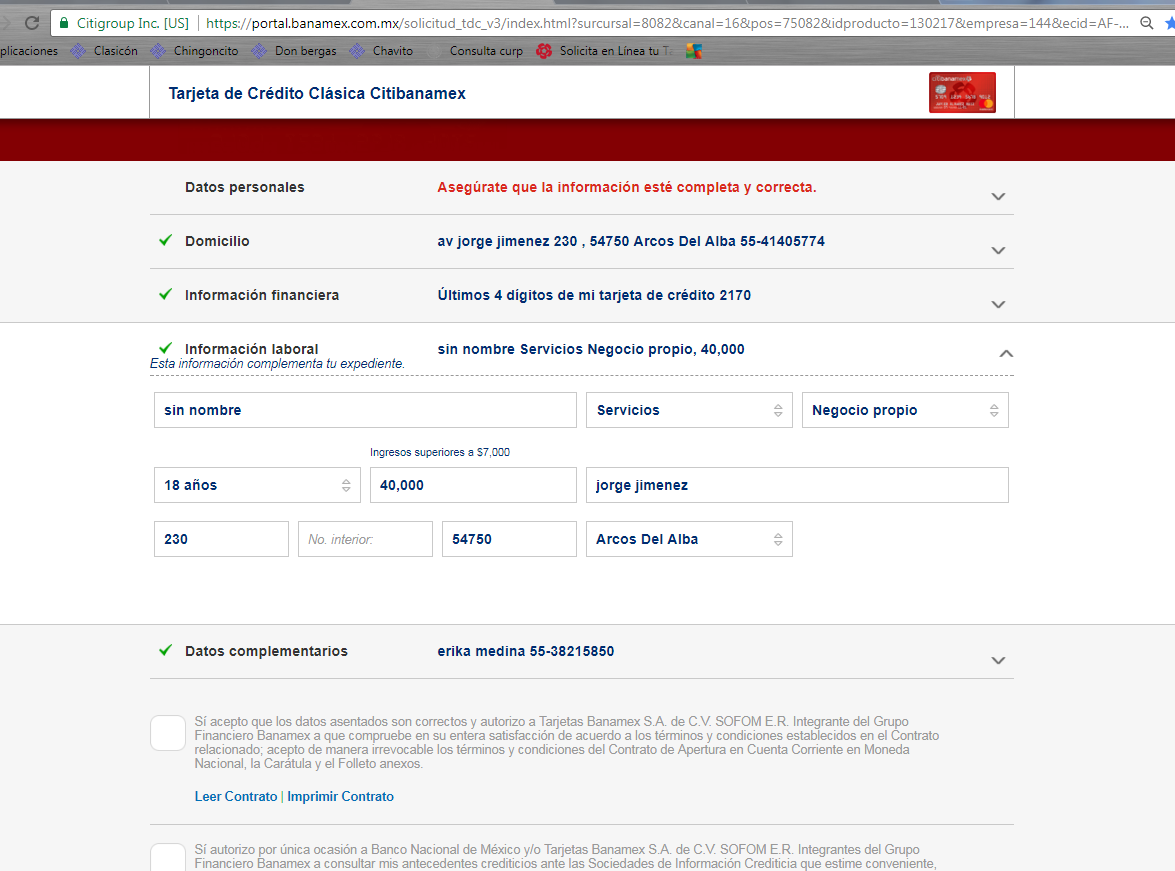 Citigroup Inc. [US] | https://portal.banamex.com.mx/solicitud_tdc_v3/index.html?surcursal=8082&canal=16&pos=75082&idproducto=130217&empresa=144&ecid=AF-...
plicaciones Clasicón Chingoncito Don bergas Chavito Consulta curp Solicita en Línea tu T
Tarjeta de Crédito Clásica Citibanamex
Datos personales Asegúrate que la información esté completa y correcta.
Domicilio av jorge jimenez 230 , 54750 Arcos Del Alba 55-41405774
Información financiera Últimos 4 dígitos de mi tarjeta de crédito 2170
Información laboral sin nombre Servicios Negocio propio, 40,000
Esta información complementa tu expediente.
sin nombre Servicios Negocio propio
Ingresos superiores a $7,000
18 años 40,000 jorge jimenez
230 No. interior: 54750 Arcos Del Alba
Datos complementarios erika medina 55-38215850
Sí acepto que los datos asentados son correctos y autorizo a Tarjetas Banamex S.A. de C.V. SOFOM E.R. Integrante del Grupo
Financiero Banamex a que compruebe en su entera satisfacción de acuerdo a los términos y condiciones establecidos en el Contrato
relacionado; acepto de manera irrevocable los términos y condiciones del Contrato de Apertura en Cuenta Corriente en Moneda
Nacional, la Carátula y el Folleto anexos.
Leer Contrato | Imprimir Contrato
Sí autorizo por única ocasión a Banco Nacional de México y/o Tarjetas Banamex S.A. de C.V. SOFOM E.R. Integrantes del Grupo
Financiero Banamex a consultar mis antecedentes crediticios ante las Sociedades de Información Crediticia que estime conveniente,